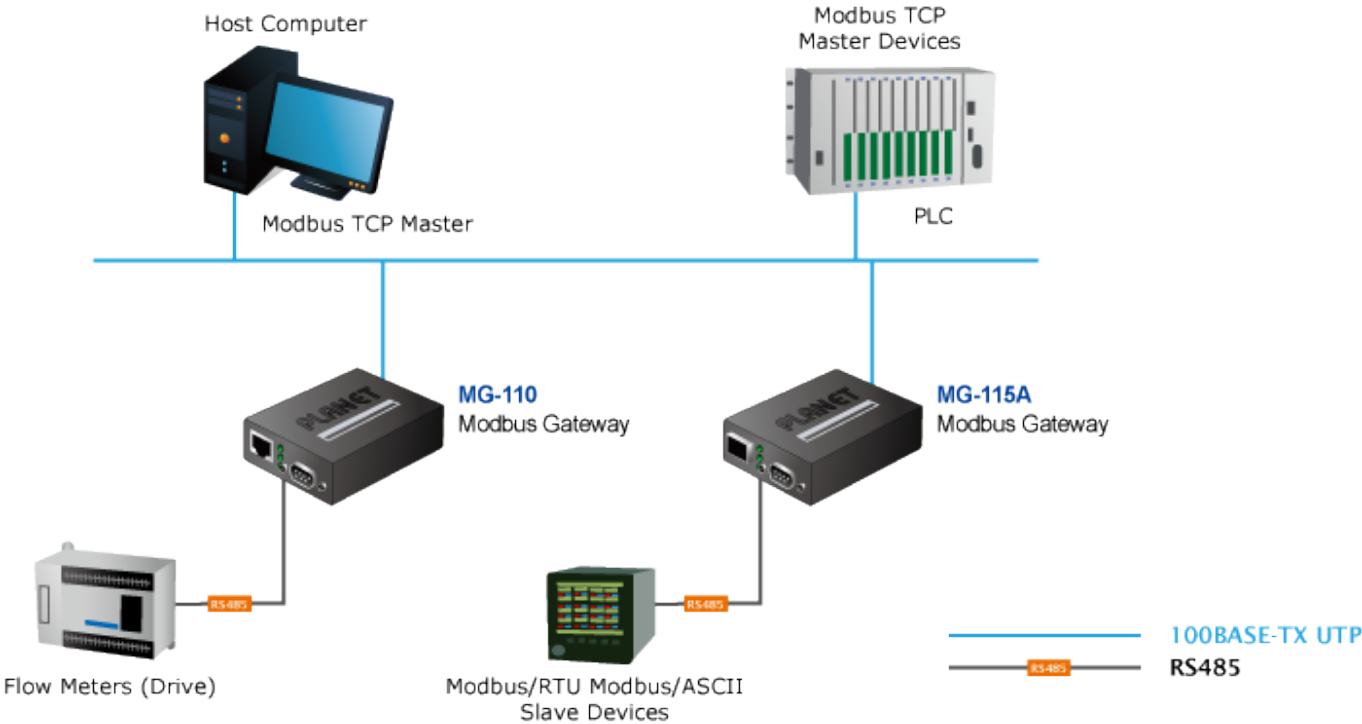 Host Computer
Modbus TCP
Master Devices
Modbus TCP Master
PLC
PLANET
MG-110
Modbus Gateway
PLANET
MG-115A
Modbus Gateway
RS485
RS485
100BASE-TX UTP
RS485
RS485
Flow Meters (Drive)
Modbus/RTU Modbus/ASCII
Slave Devices